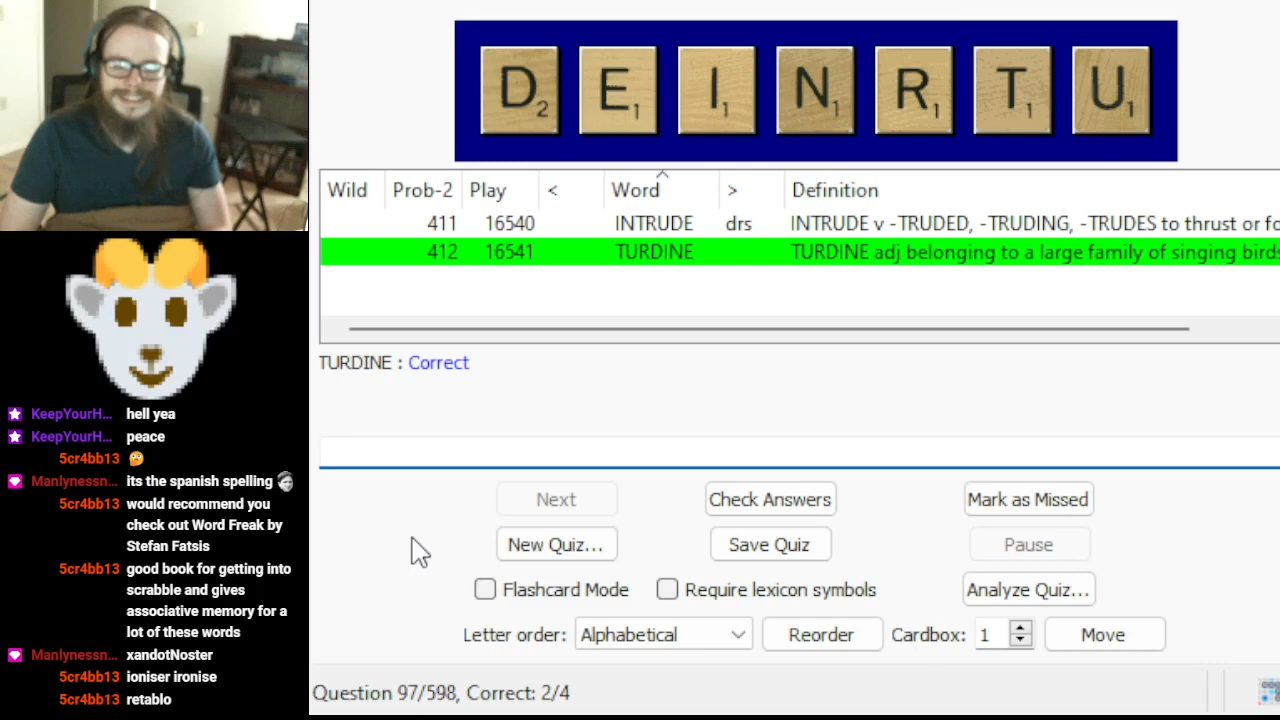 D2 E1 I1 N1 R1 T1 U1
Wild Prob-2 Play < Word > Definition
411 16540 INTRUDE drs INTRUDE v -TRUDED, -TRUDING, -TRUDES to thrust or fo
412 16541 TURDINE TURDINE adj belonging to a large family of singing birds
TURDINE : Correct
Next Check Answers Mark as Missed
New Quiz... Save Quiz Pause
Flashcard Mode Require lexicon symbols Analyze Quiz...
Letter order: Alphabetical Reorder Cardbox: 1 Move
Question 97/598, Correct: 2/4
KeepYourH... hell yea
KeepYourH... peace
5cr4bb13 🤔
Manlynessn... its the spanish spelling
5cr4bb13 would recommend you
check out Word Freak by
Stefan Fatsis
5cr4bb13 good book for getting into
scrabble and gives
associative memory for a
lot of these words
Manlynessn... xandotNoster
5cr4bb13 ioniser ironise
5cr4bb13 retablo